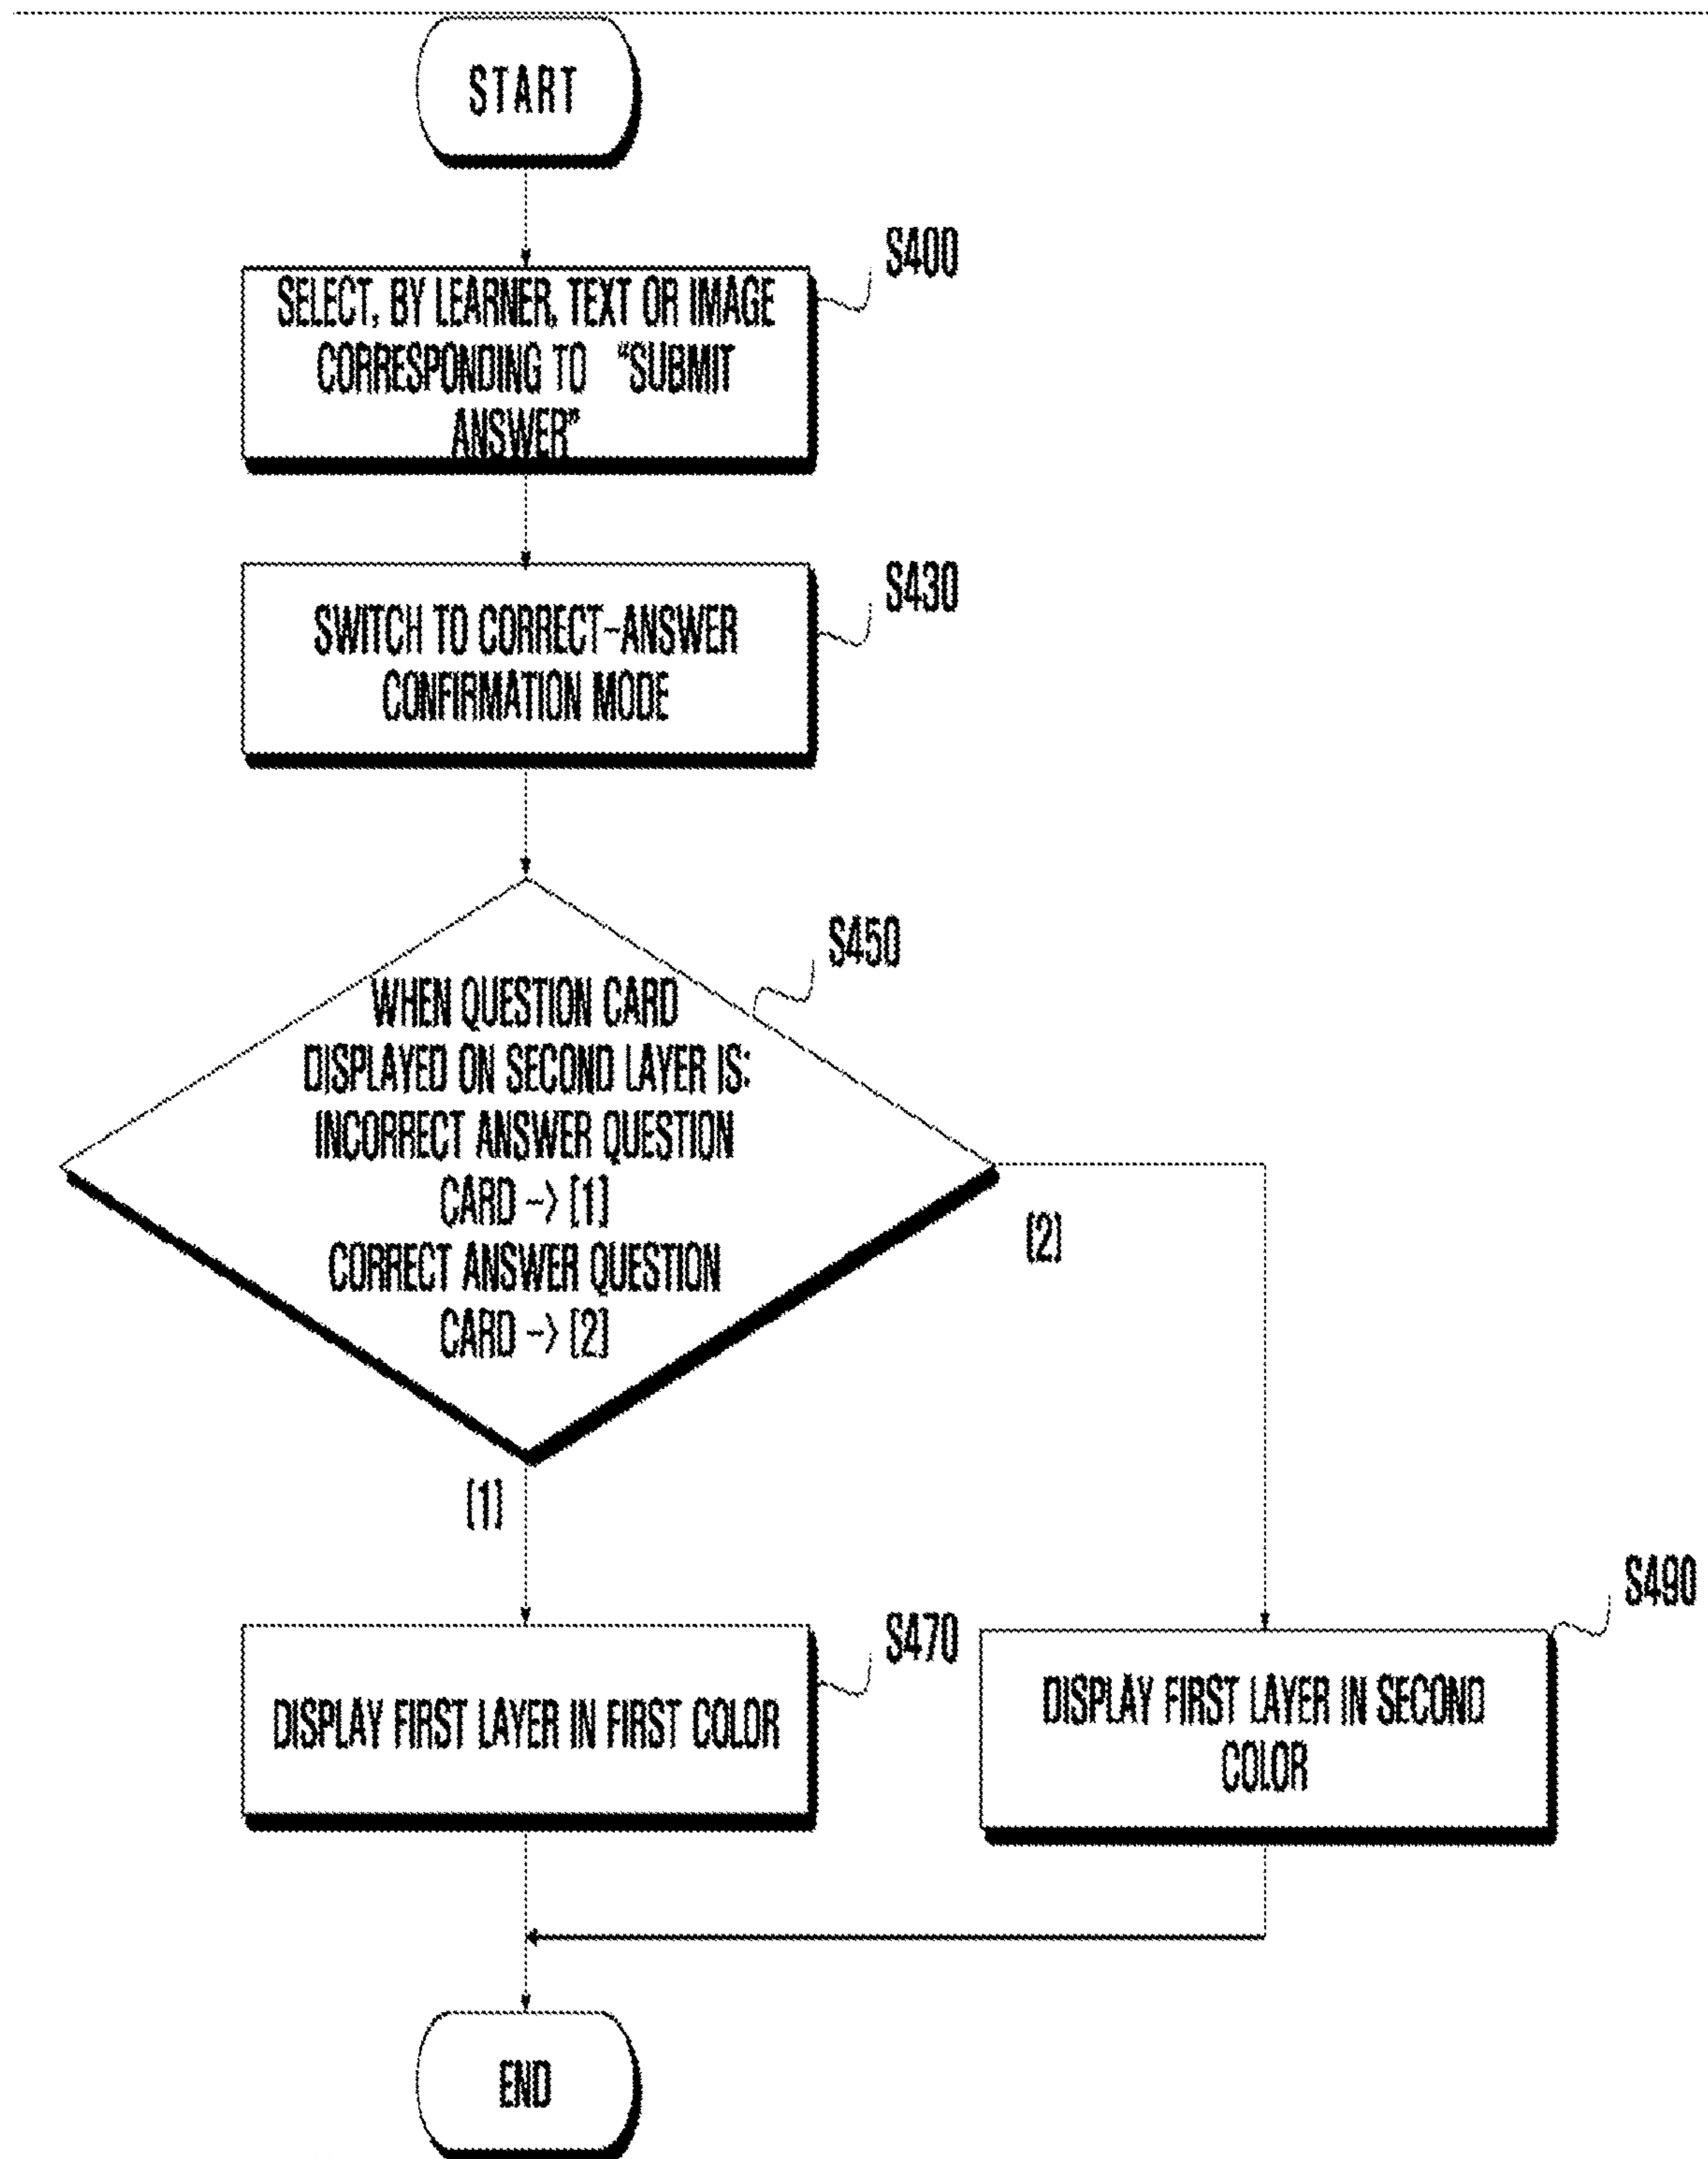 START
S400
SELECT, BY LEARNER, TEXT OR IMAGE
CORRESPONDING TO "SUBMIT
ANSWER"
S430
SWITCH TO CORRECT-ANSWER
CONFIRMATION MODE
S450
WHEN QUESTION CARD
DISPLAYED ON SECOND LAYER IS:
INCORRECT ANSWER QUESTION
CARD -> [1]
CORRECT ANSWER QUESTION
CARD -> [2]
[2]
[1]
S470
DISPLAY FIRST LAYER IN FIRST COLOR
S490
DISPLAY FIRST LAYER IN SECOND
COLOR
END